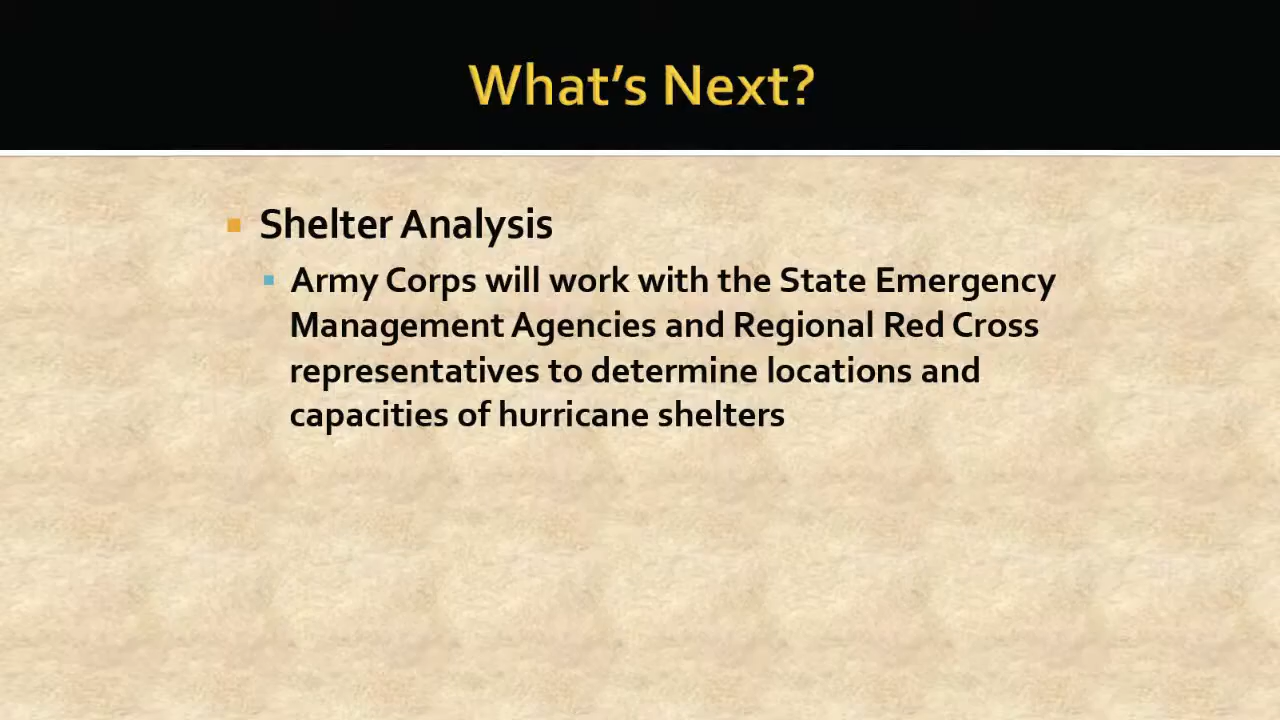 What’s Next?
Shelter Analysis
Army Corps will work with the State Emergency
Management Agencies and Regional Red Cross
representatives to determine locations and
capacities of hurricane shelters